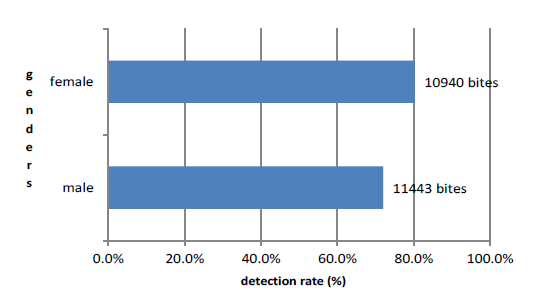 genders
female
10940 bites
male
11443 bites
0.0% 20.0% 40.0% 60.0% 80.0% 100.0%
detection rate (%)